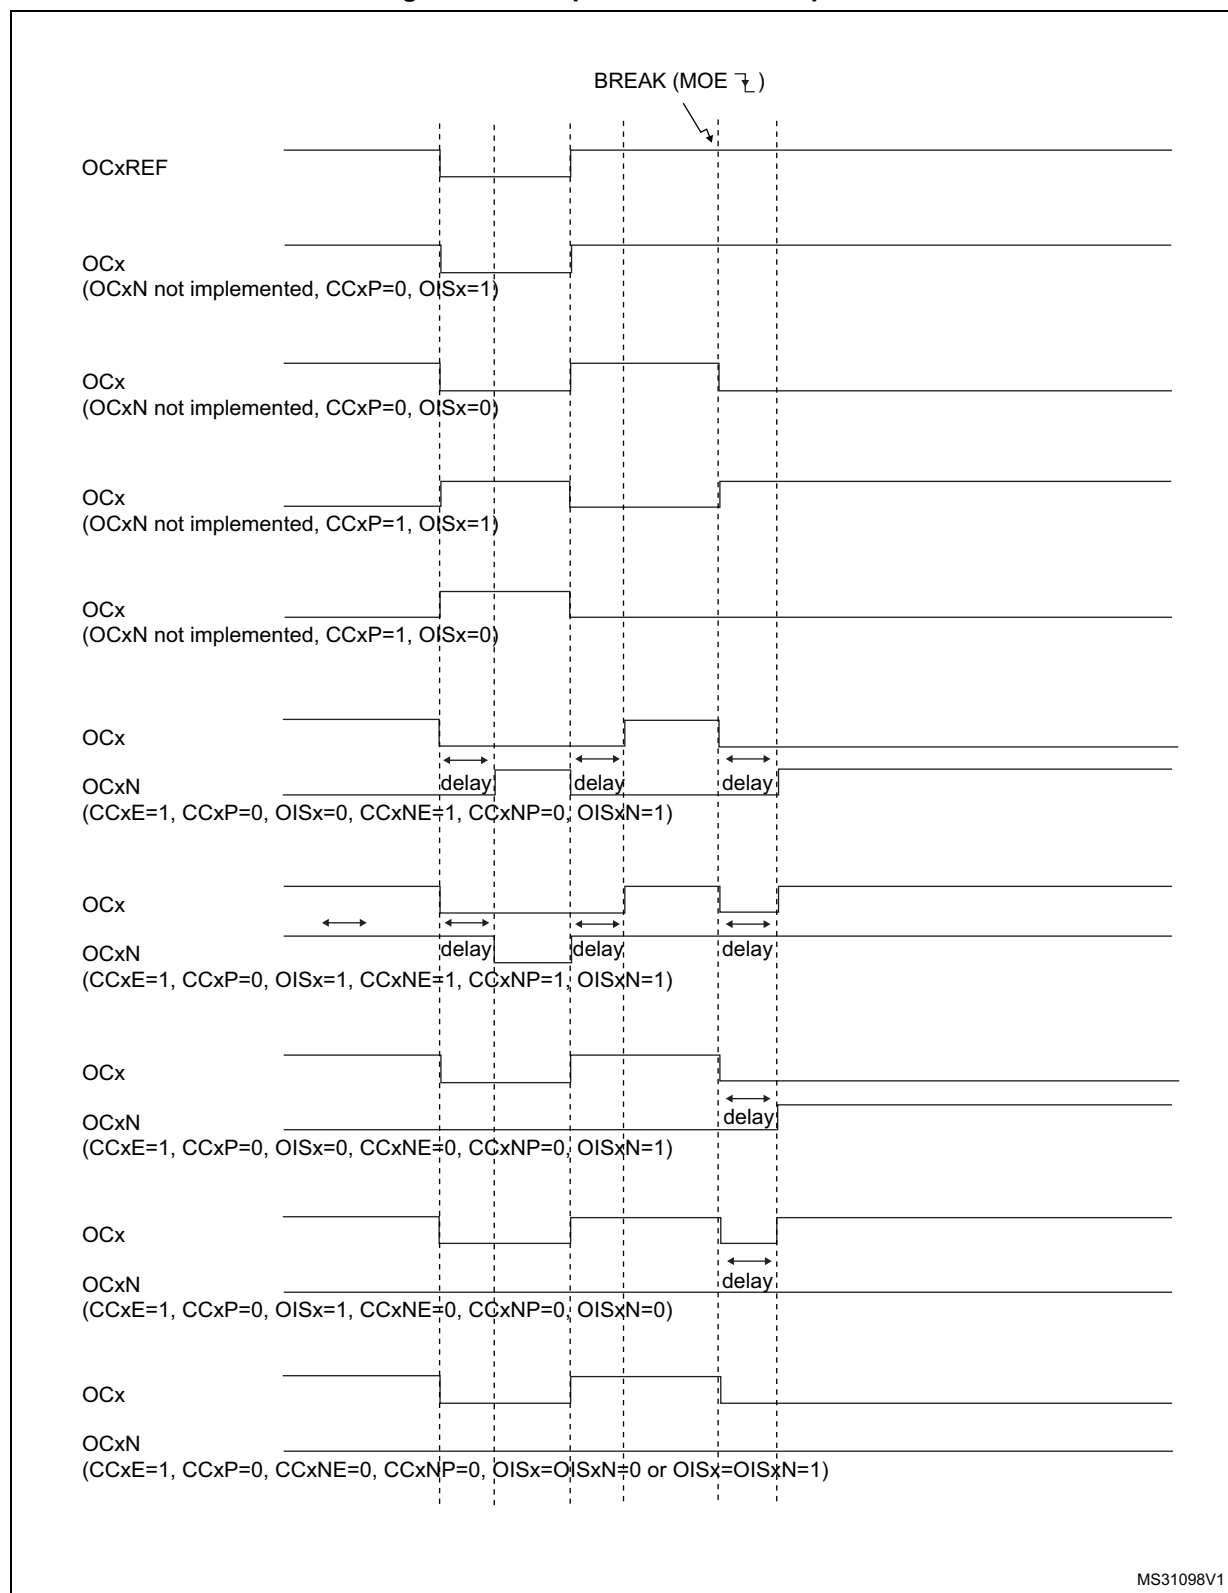 BREAK (MOE )
OCxREF
OCx
(OCxN not implemented, CCxP=0, OISx=1)
OCx
(OCxN not implemented, CCxP=0, OISx=0)
OCx
(OCxN not implemented, CCxP=1, OISx=1)
OCx
(OCxN not implemented, CCxP=1, OISx=0)
OCx
delay delay delay
OCxN
(CCxE=1, CCxP=0, OISx=0, CCxNE=1, CCxNP=0, OISxN=1)
OCx
delay delay delay
OCxN
(CCxE=1, CCxP=0, OISx=1, CCxNE=1, CCxNP=1, OISxN=1)
OCx
delay
OCxN
(CCxE=1, CCxP=0, OISx=0, CCxNE=0, CCxNP=0, OISxN=1)
OCx
delay
OCxN
(CCxE=1, CCxP=0, OISx=1, CCxNE=0, CCxNP=0, OISxN=0)
OCx
OCxN
(CCxE=1, CCxP=0, CCxNE=0, CCxNP=0, OISx=OISxN=0 or OISx=OISxN=1)
MS31098V1